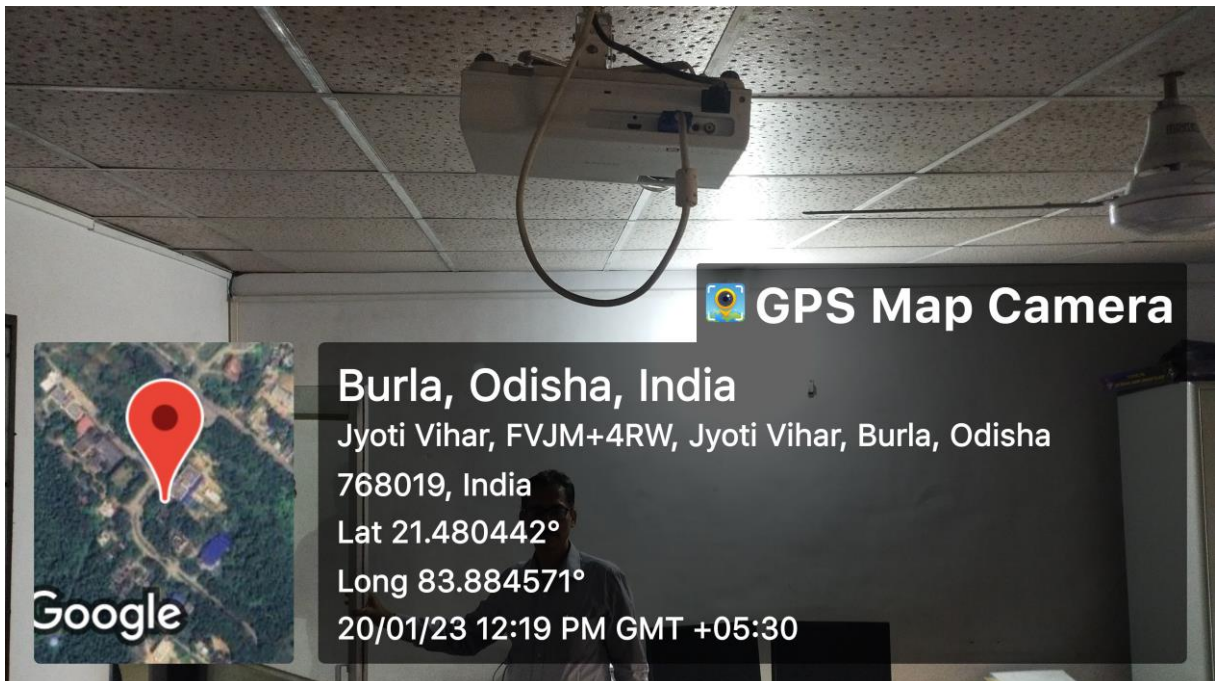 GPS Map Camera
Burla, Odisha, India
Jyoti Vihar, FVJM+4RW, Jyoti Vihar, Burla, Odisha
768019, India
Lat 21.480442°
Long 83.884571°
20/01/23 12:19 PM GMT +05:30
Google